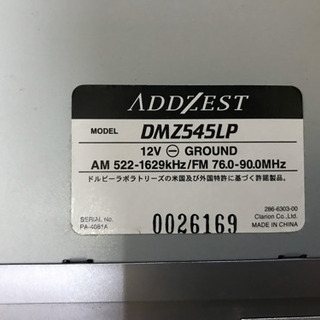 ADDZEST
MODEL DMZ545LP
12V ⊖ GROUND
AM 522-1629kHz/FM 76.0-90.0MHz
ドルビーラボラトリーズの米国及び外国特許に基づく許諾製品。
286-6303-00
SERIAL No. 0026169 Clarion Co.,Ltd.
PA-4081A MADE IN CHINA